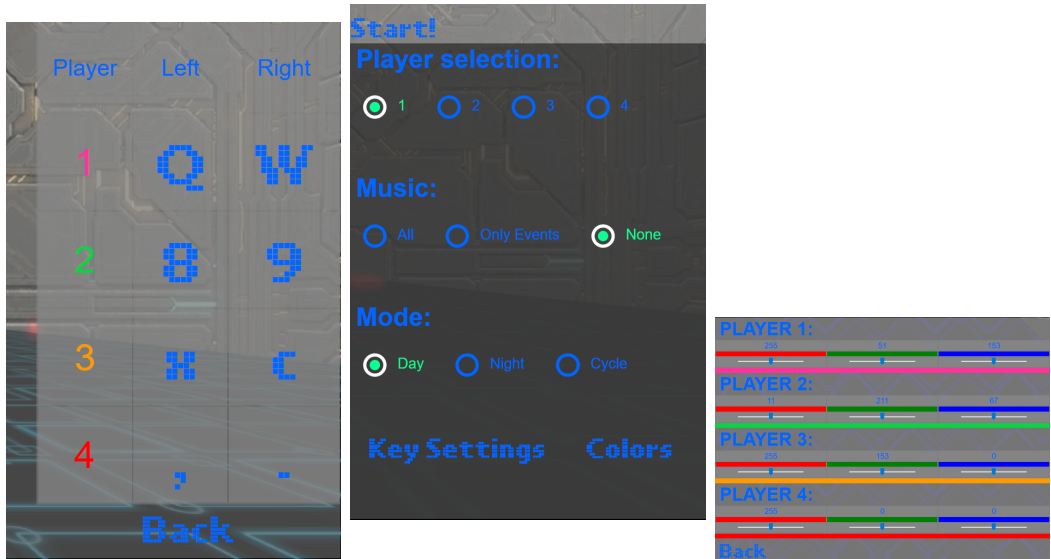 Player Left Right
1 Q W
2 8 9
3 X C
4 , -
Back
Start!
Player selection:
1 2 3 4
Music:
All Only Events None
Mode:
Day Night Cycle
Key Settings Colors
PLAYER 1:
255 51 153
PLAYER 2:
11 211 67
PLAYER 3:
255 153 0
PLAYER 4:
255 0 0
Back